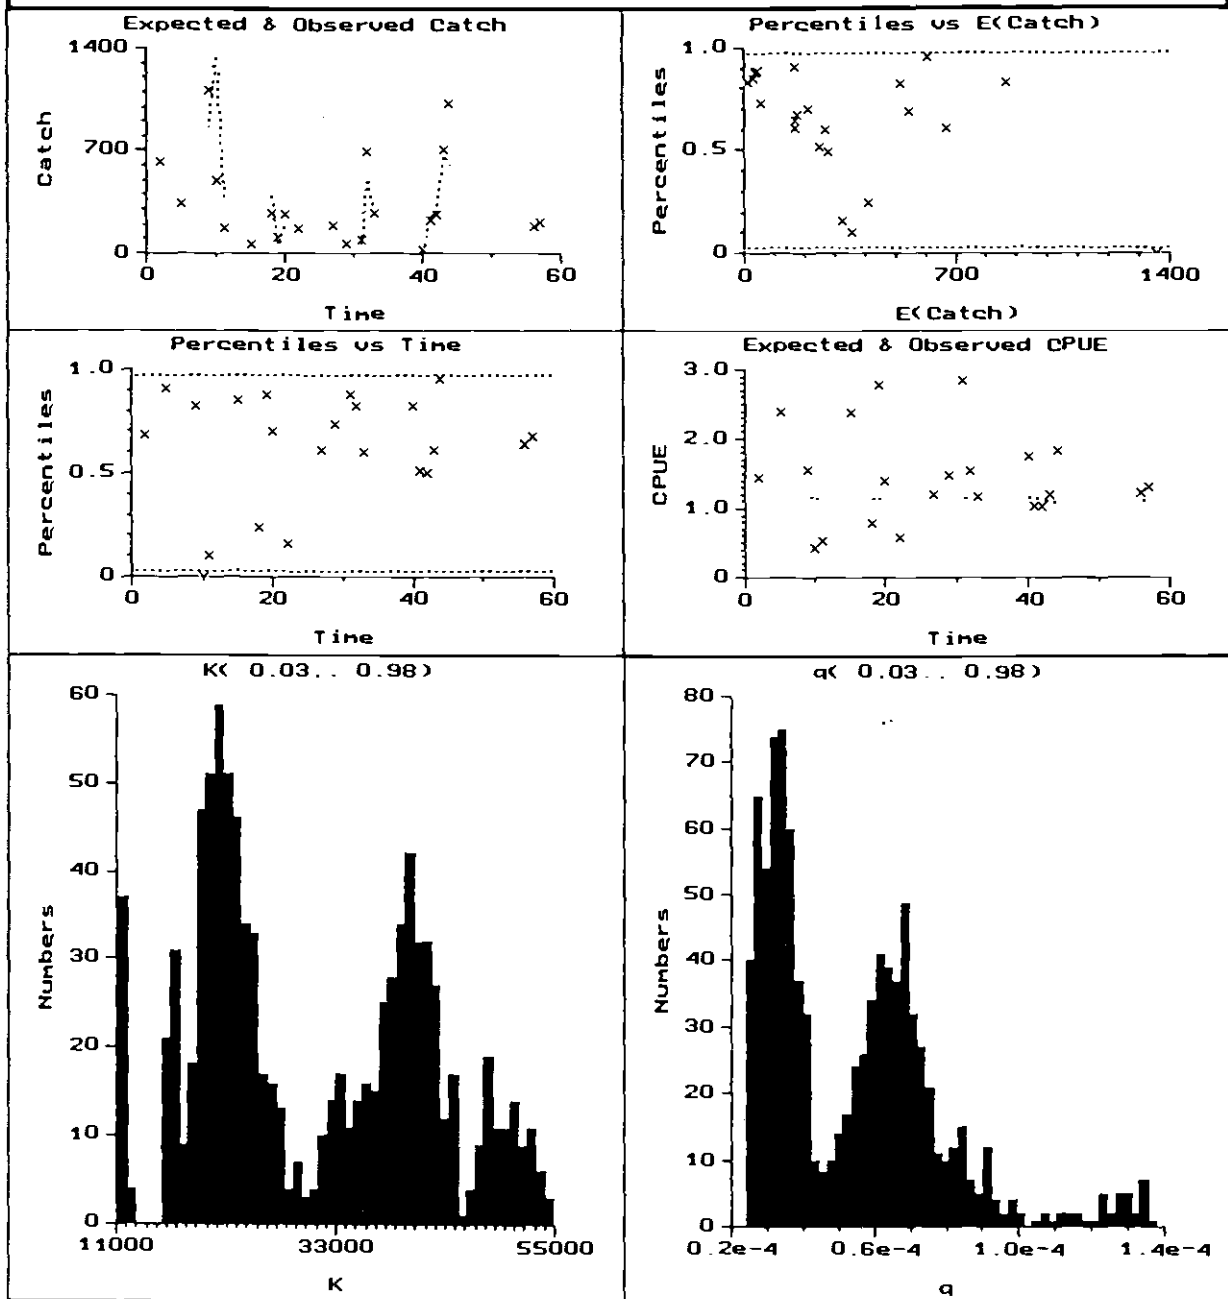 Expected & Observed Catch
1400
700
0
Catch
0 20 40 60
Time
Percentiles vs E(Catch)
1.0
0.5
0
Percentiles
0 700 1400
E(Catch)
Percentiles vs Time
1.0
0.5
0
Percentiles
0 20 40 60
Time
Expected & Observed CPUE
3.0
2.0
1.0
0
CPUE
0 20 40 60
Time
K( 0.03.. 0.98)
60
50
40
30
20
10
0
Numbers
11000 33000 55000
K
q( 0.03.. 0.98)
80
70
60
50
40
30
20
10
0
Numbers
0.2e-4 0.6e-4 1.0e-4 1.4e-4
q